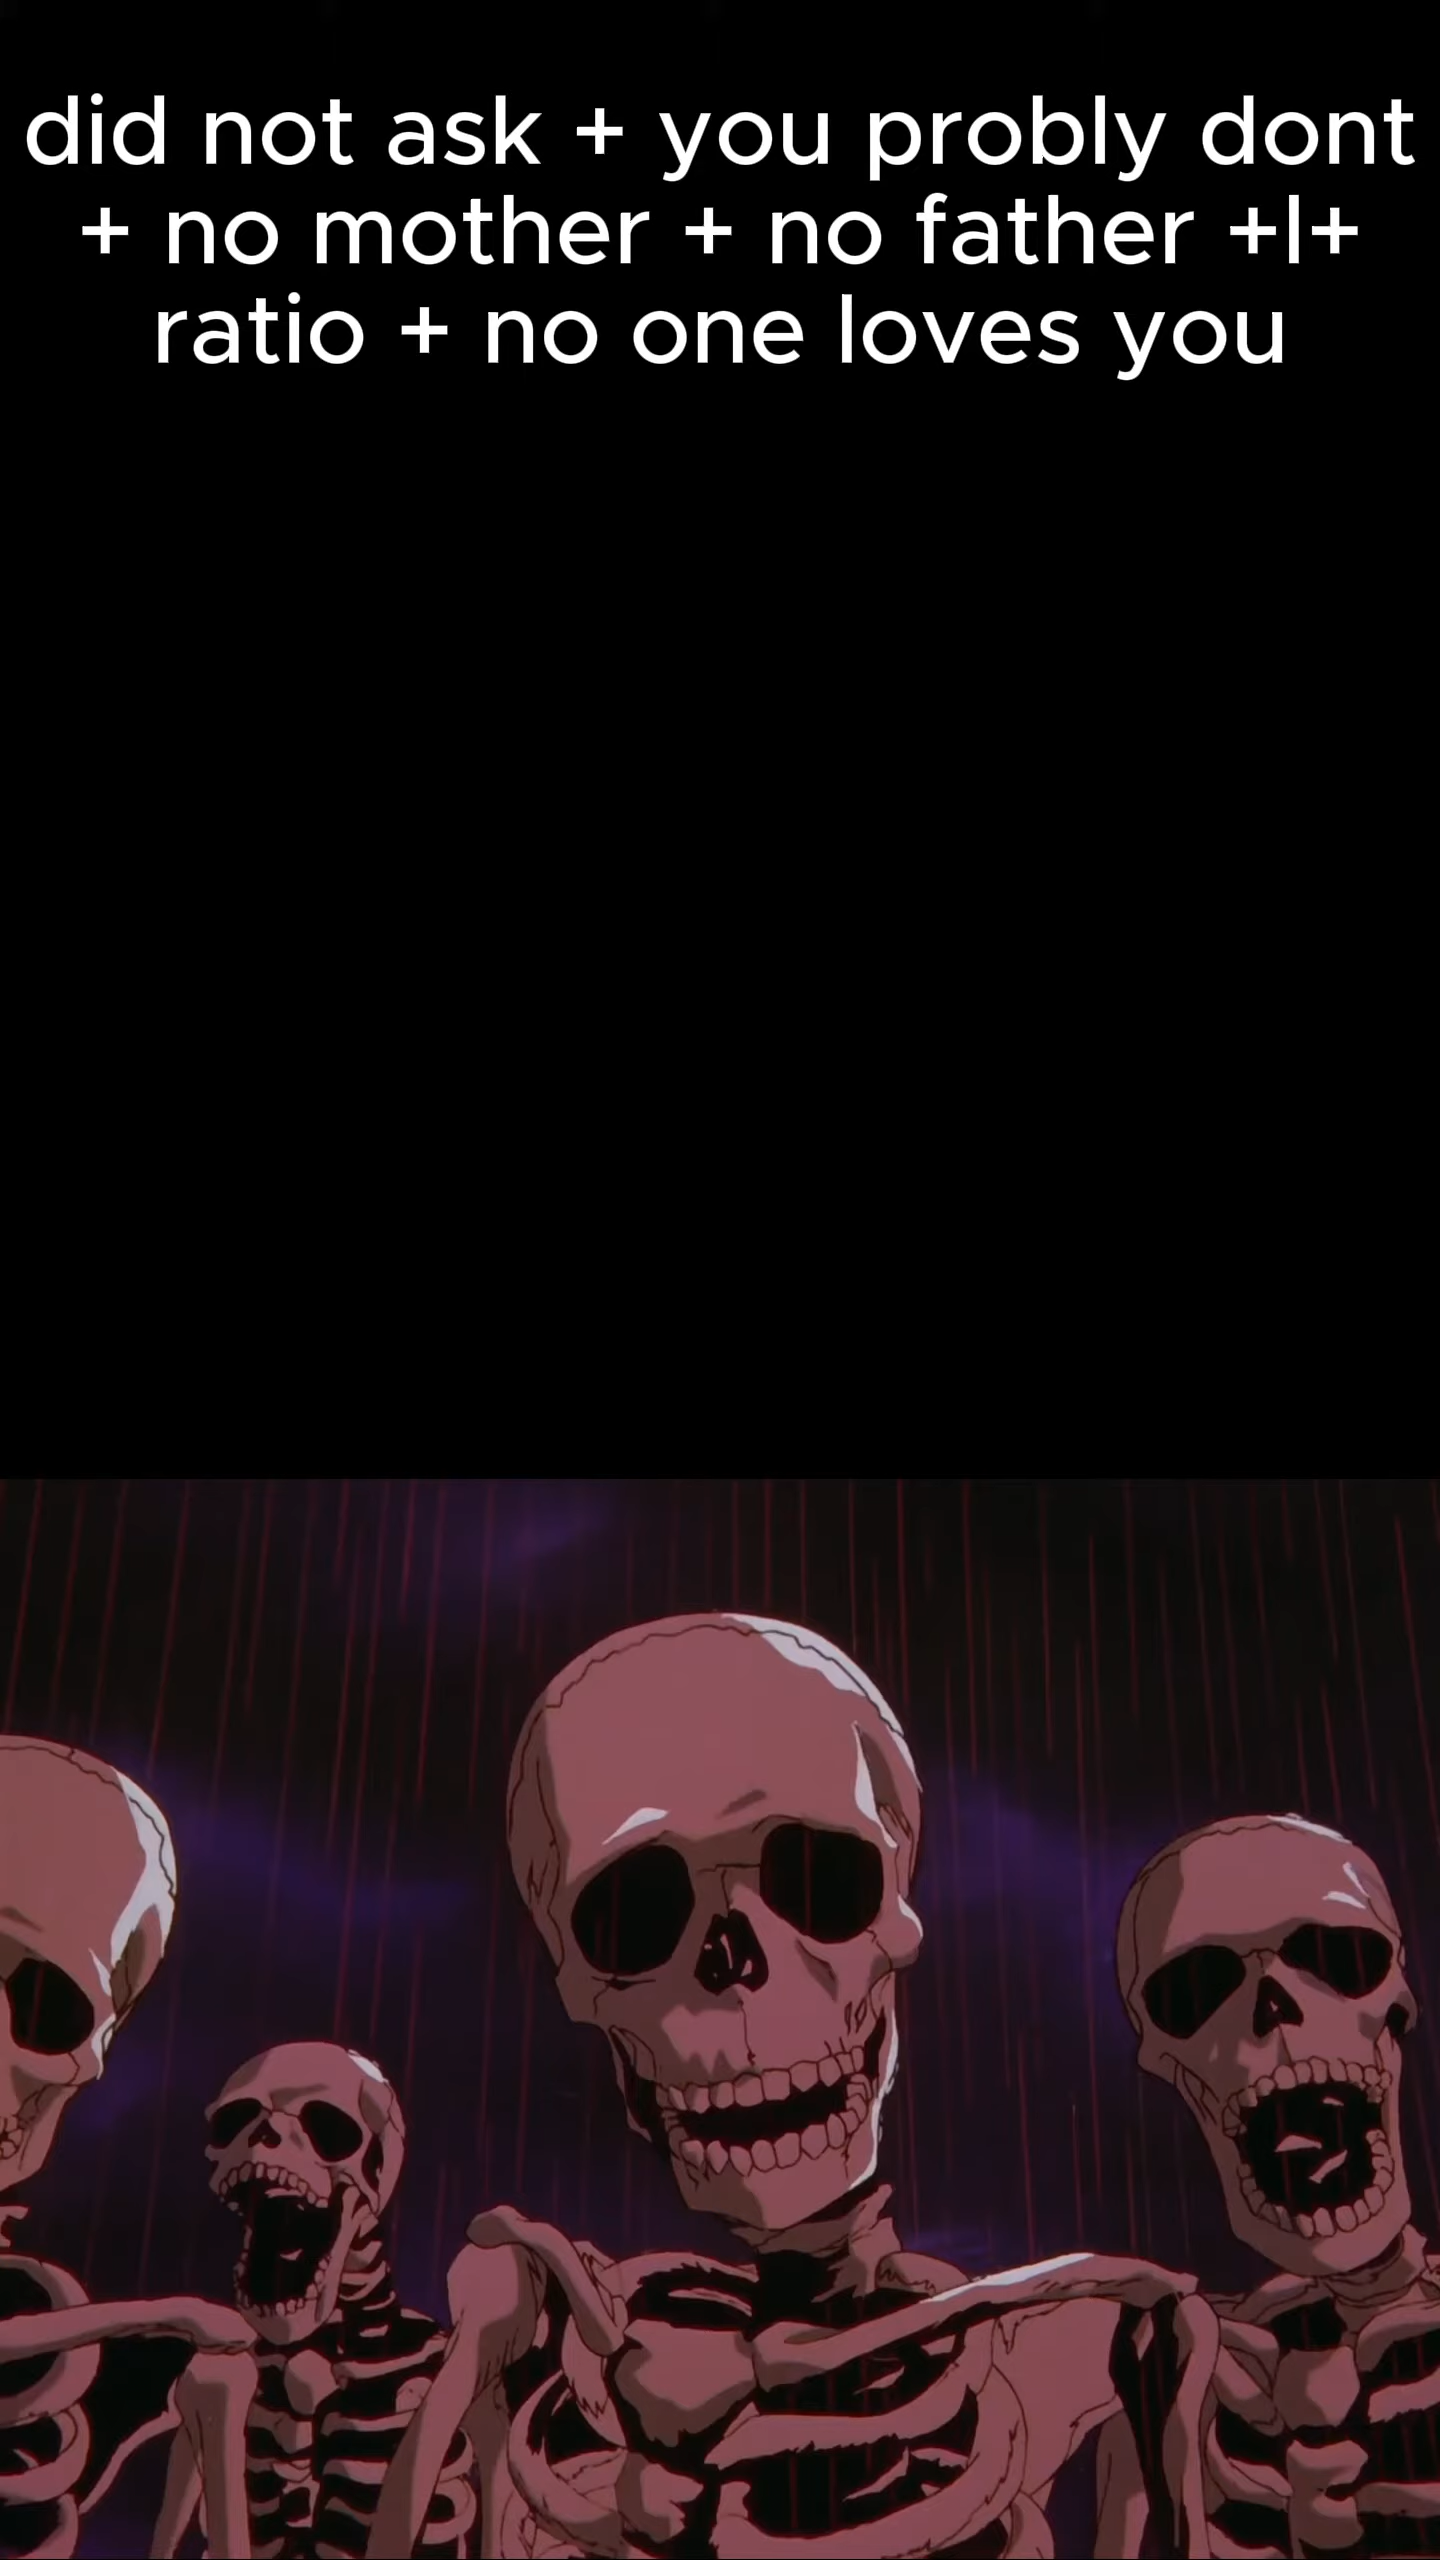 did not ask + you probly dont
+ no mother + no father +l+
ratio + no one loves you